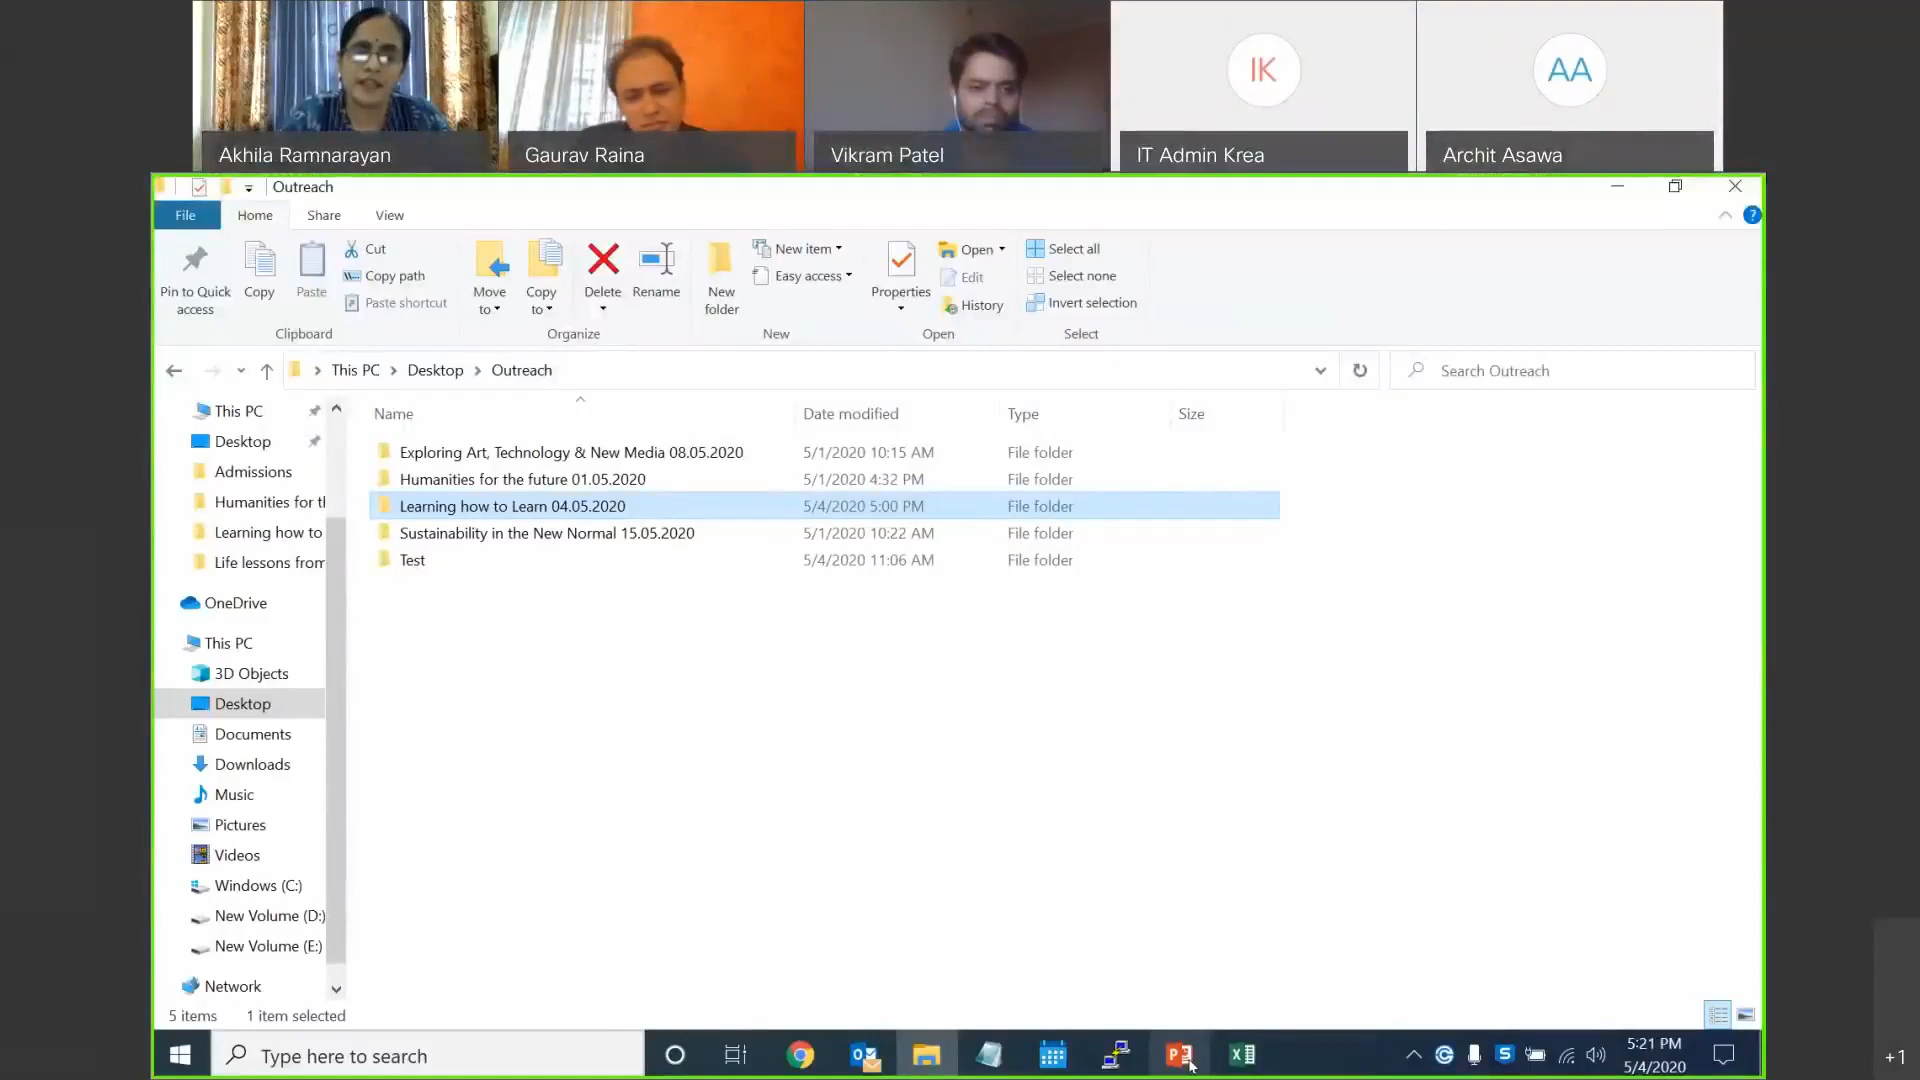 Akhila Ramnarayan
Gaurav Raina
Vikram Patel
IK
IT Admin Krea
AA
Archit Asawa
Outreach
File
Home
Share
View
Pin to Quick access
Copy
Paste
Cut
Copy path
Paste shortcut
Clipboard
Move to
Copy to
Delete
Rename
Organize
New folder
New item
Easy access
New
Properties
Open
Edit
History
Open
Select all
Select none
Invert selection
Select
This PC > Desktop > Outreach
Search Outreach
Name Date modified Type Size
Exploring Art, Technology & New Media 08.05.2020 5/1/2020 10:15 AM File folder
Humanities for the future 01.05.2020 5/1/2020 4:32 PM File folder
Learning how to Learn 04.05.2020 5/4/2020 5:00 PM File folder
Sustainability in the New Normal 15.05.2020 5/1/2020 10:22 AM File folder
Test 5/4/2020 11:06 AM File folder
This PC
Desktop
Admissions
Humanities for th
Learning how to
Life lessons from
OneDrive
This PC
3D Objects
Desktop
Documents
Downloads
Music
Pictures
Videos
Windows (C:)
New Volume (D:)
New Volume (E:)
Network
5 items 1 item selected
Type here to search
5:21 PM
5/4/2020
+1